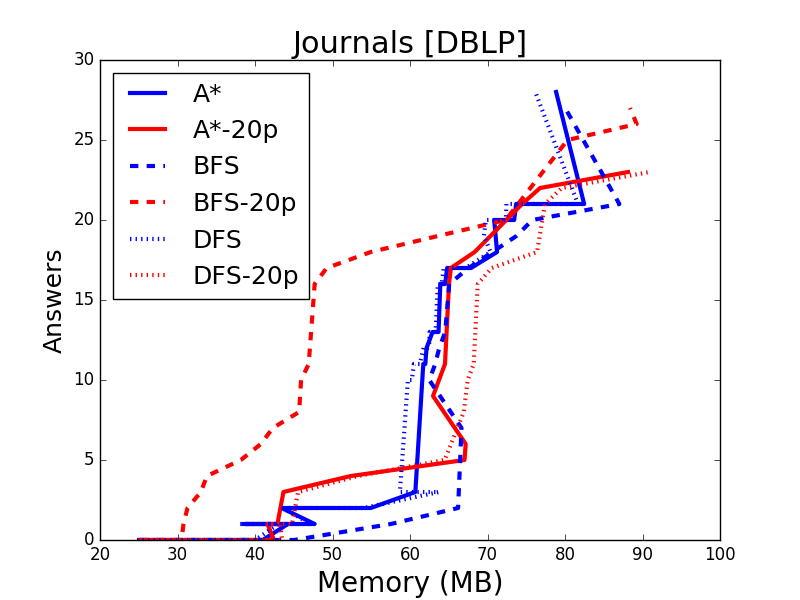 Journals [DBLP]
30
25
20
15
10
5
0
Answers
A*
A*-20p
BFS
BFS-20p
DFS
DFS-20p
20 30 40 50 60 70 80 90 100
Memory (MB)